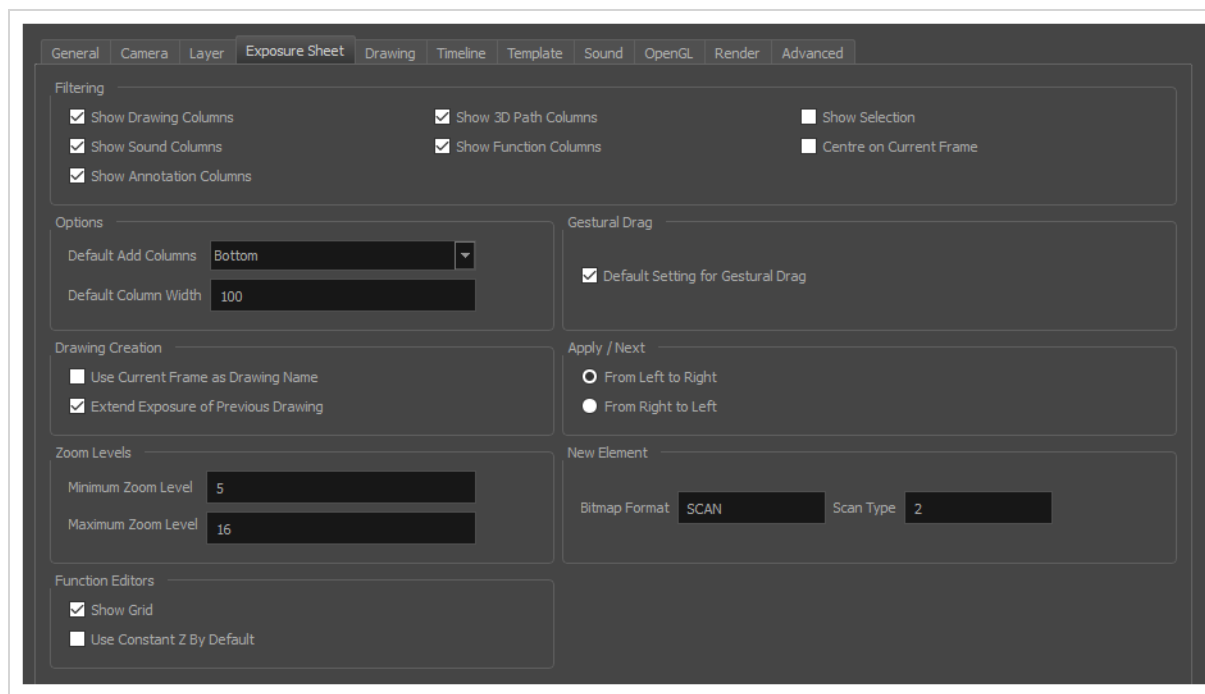 General Camera Layer Exposure Sheet Drawing Timeline Template Sound OpenGL Render Advanced
Filtering
Show Drawing Columns Show 3D Path Columns Show Selection
Show Sound Columns Show Function Columns Centre on Current Frame
Show Annotation Columns
Options
Default Add Columns Bottom
Default Column Width 100
Gestural Drag
Default Setting for Gestural Drag
Drawing Creation
Use Current Frame as Drawing Name
Extend Exposure of Previous Drawing
Apply / Next
From Left to Right
From Right to Left
Zoom Levels
Minimum Zoom Level 5
Maximum Zoom Level 16
New Element
Bitmap Format SCAN Scan Type 2
Function Editors
Show Grid
Use Constant Z By Default